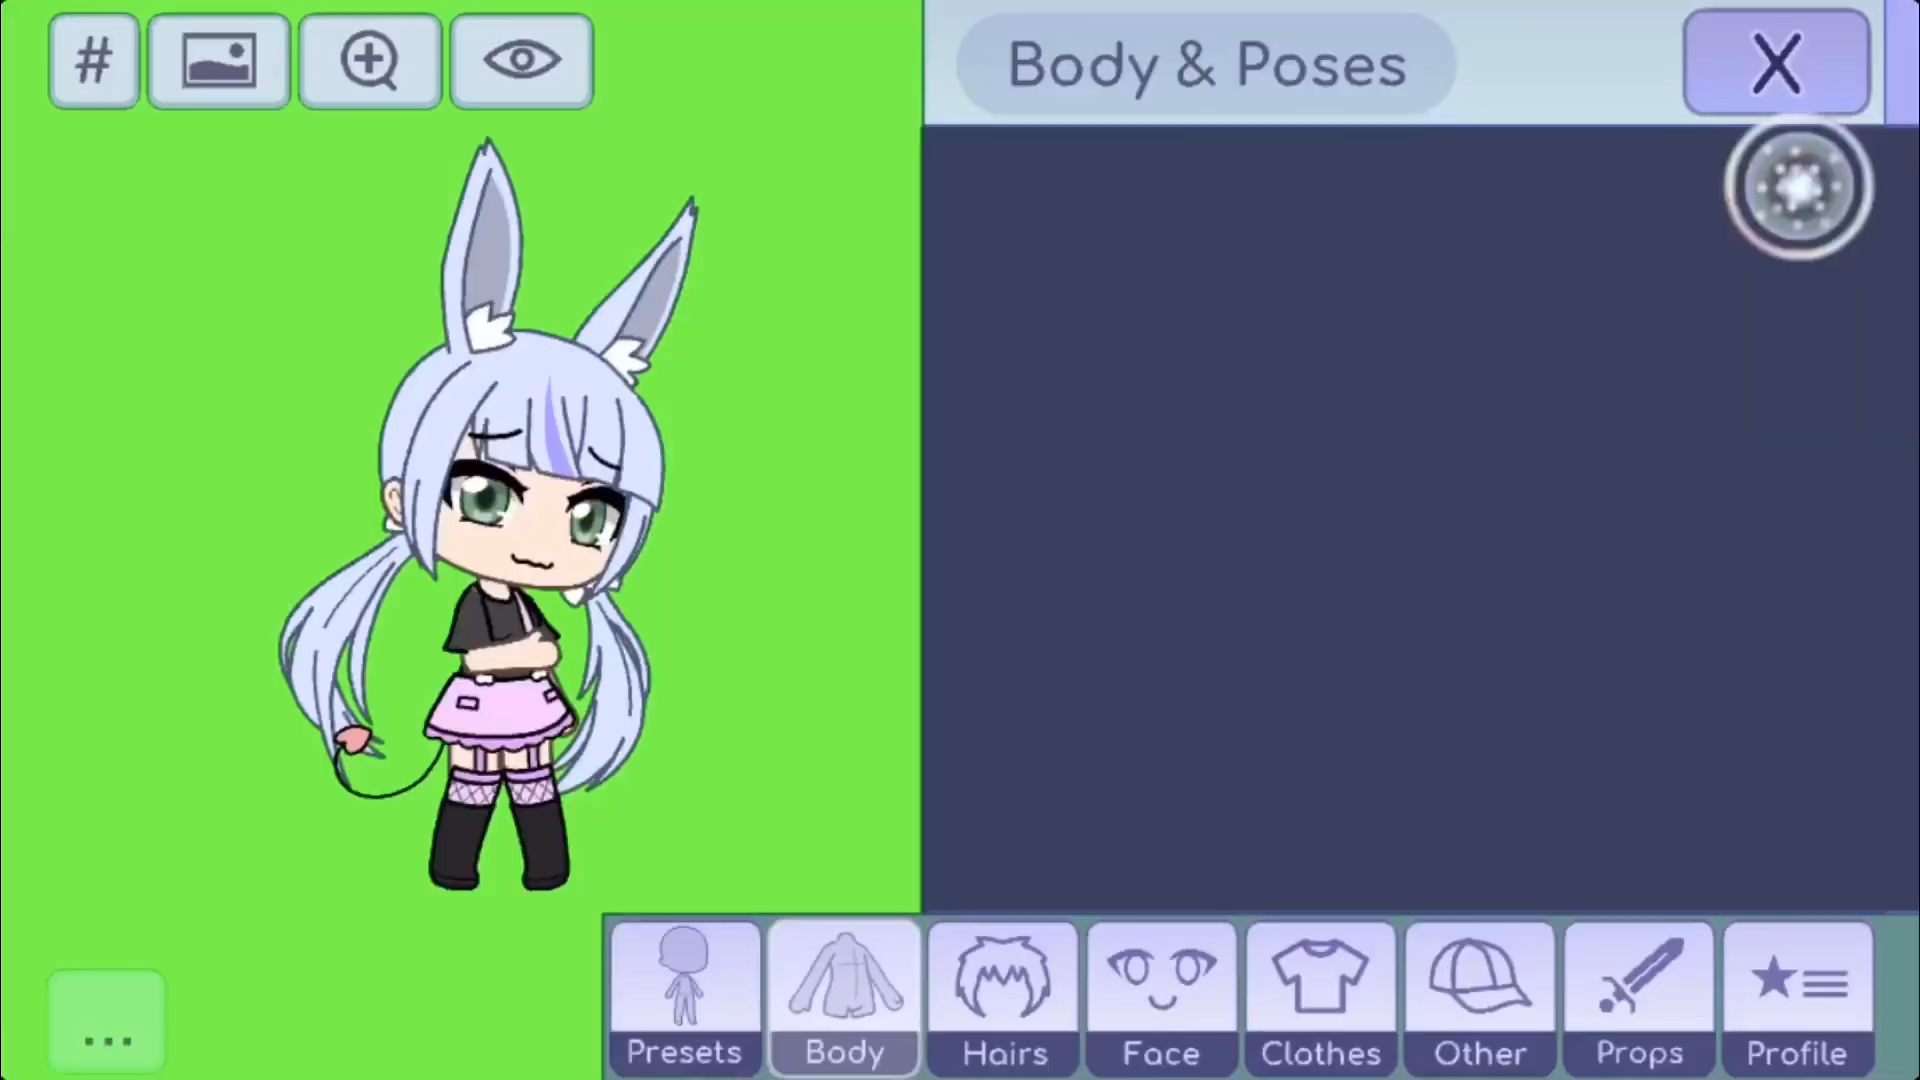 #
Body & Poses
X
...
Presets
Body
Hairs
Face
Clothes
Other
Props
Profile